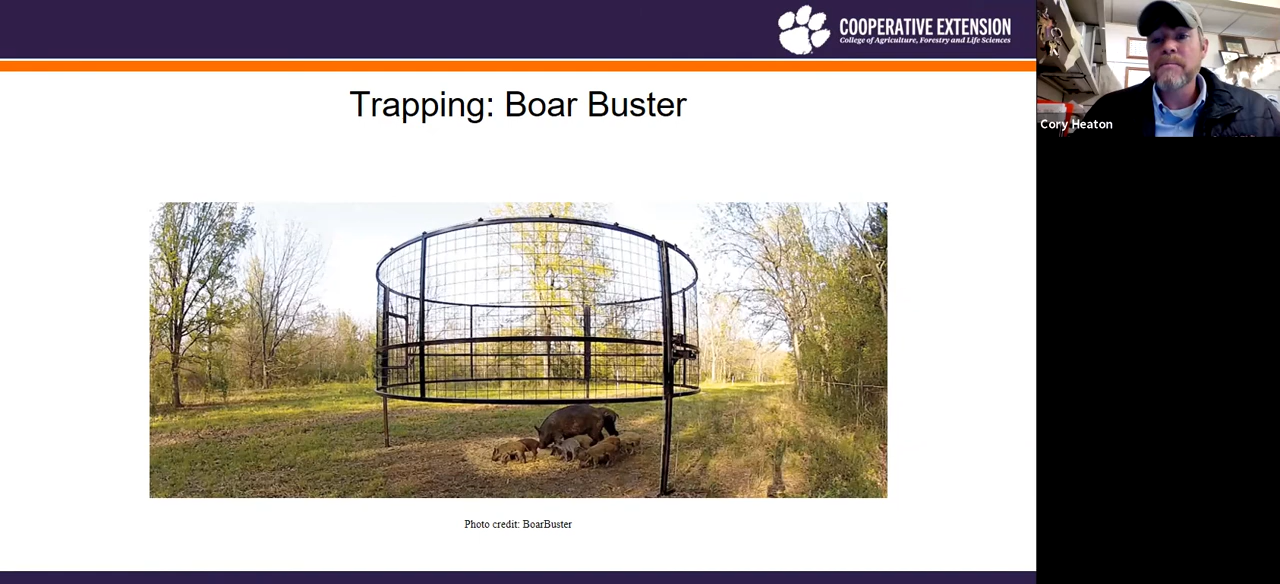 COOPERATIVE EXTENSION
College of Agriculture, Forestry and Life Sciences
Trapping: Boar Buster
Cory Heaton
Photo credit: BoarBuster